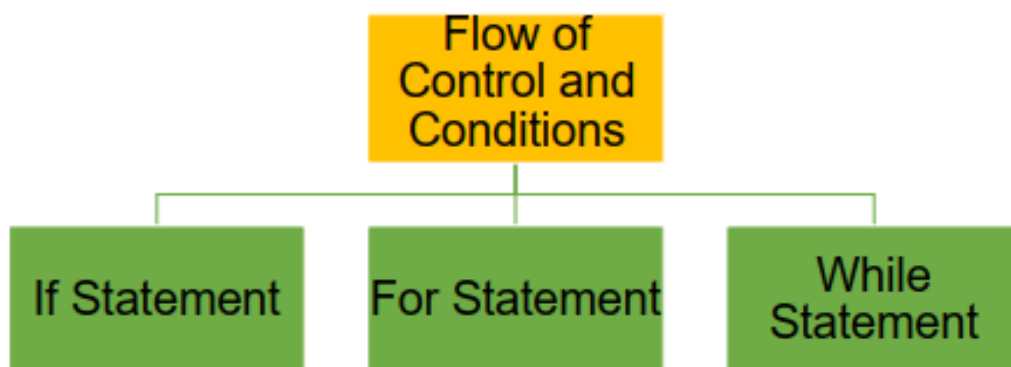 Flow of
Control and
Conditions
If Statement
For Statement
While
Statement